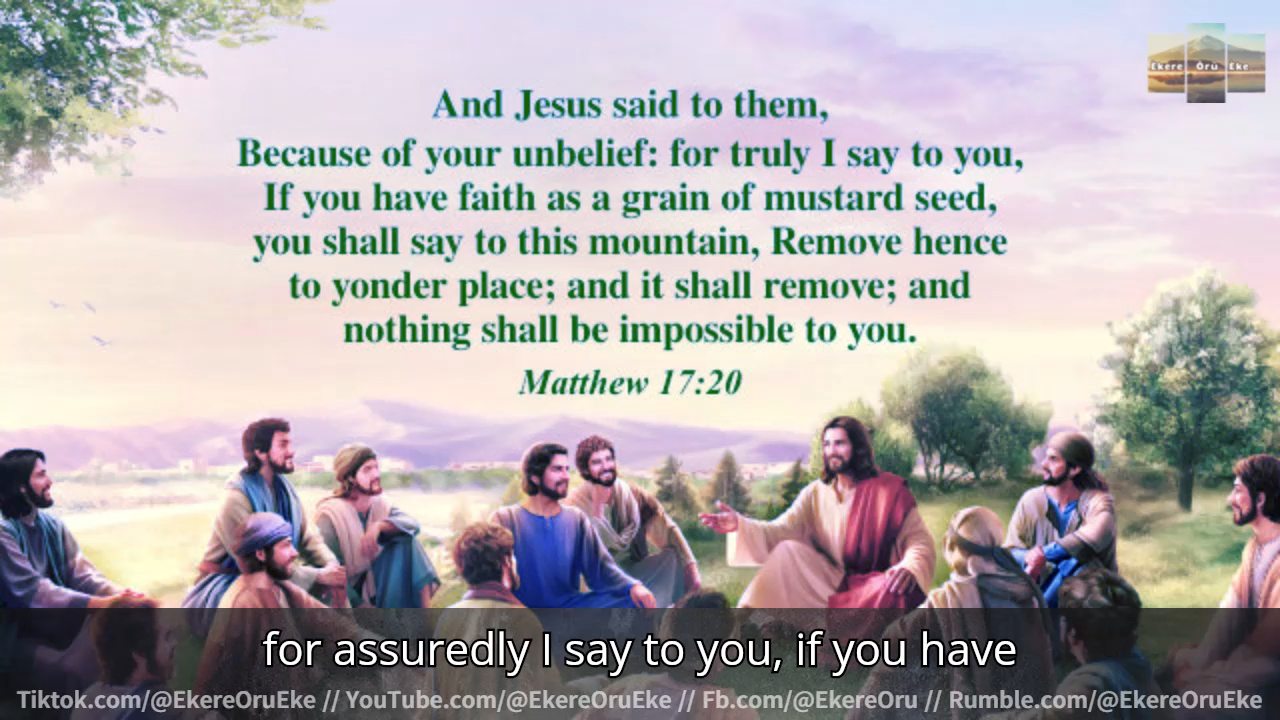 Ekere Oru Eke
And Jesus said to them,
Because of your unbelief: for truly I say to you,
If you have faith as a grain of mustard seed,
you shall say to this mountain, Remove hence
to yonder place; and it shall remove; and
nothing shall be impossible to you.
Matthew 17:20
for assuredly I say to you, if you have
Tiktok.com/@EkereOruEke // YouTube.com/@EkereOruEke // Fb.com/@EkereOru // Rumble.com/@EkereOruEke